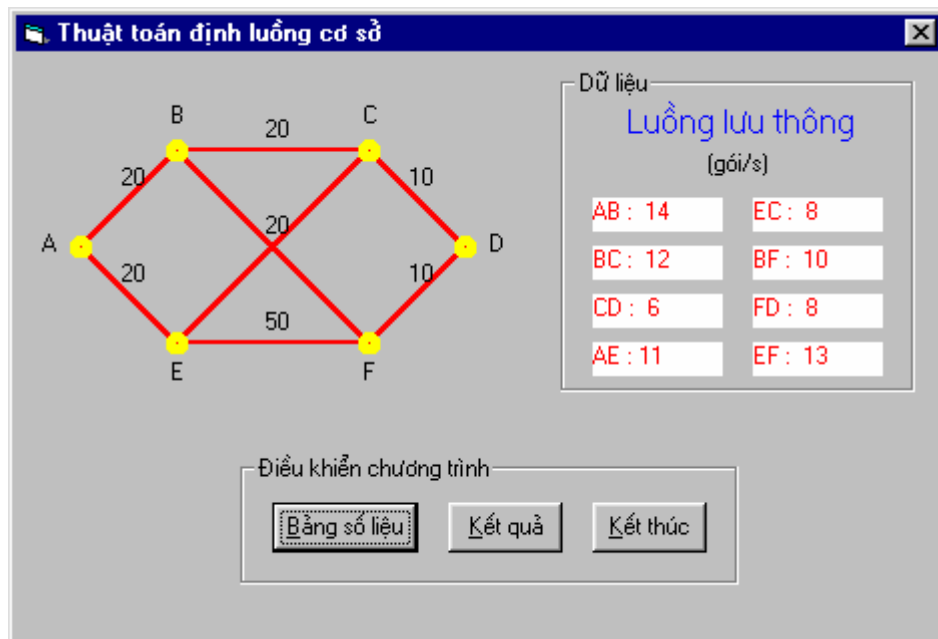 Thuật toán định luồng cơ sở
Dữ liệu
Luồng lưu thông
(gói/s)
AB : 14
EC : 8
BC : 12
BF : 10
CD : 6
FD : 8
AE : 11
EF : 13
B
C
20
20
10
A
20
D
20
10
50
E
F
Điều khiển chương trình
Bảng số liệu
Kết quả
Kết thúc